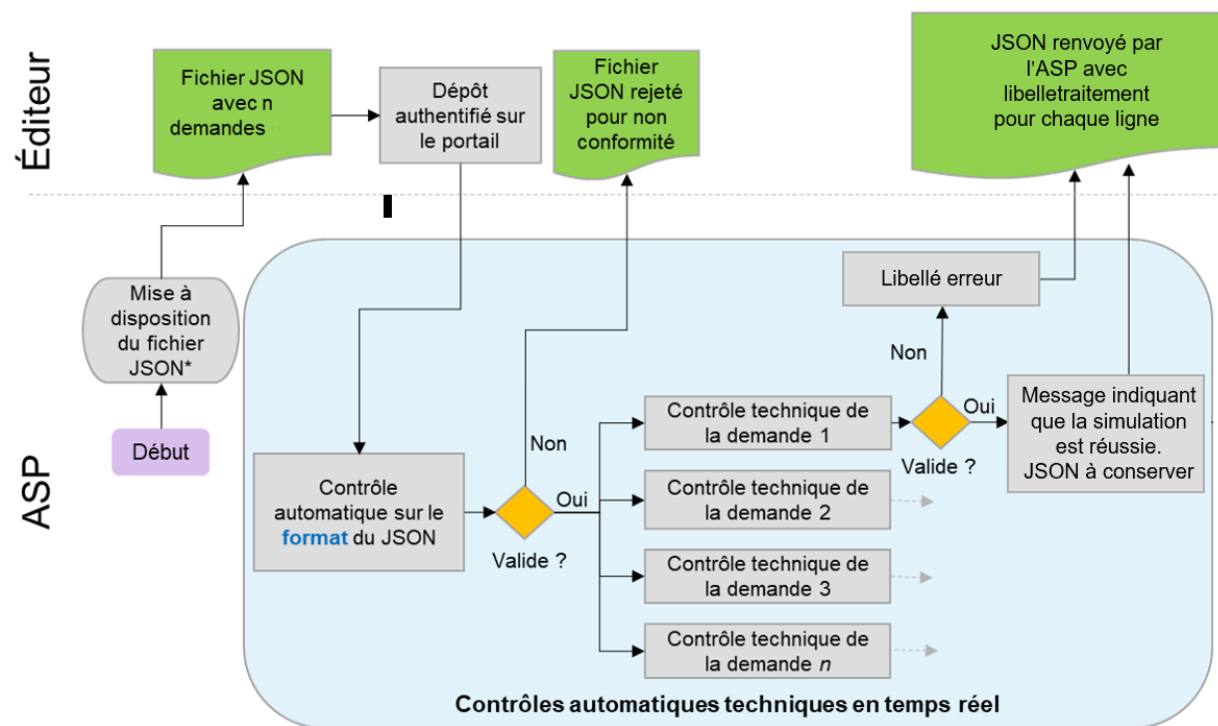 Éditeur
Fichier JSON
avec n
demandes
Dépôt
authentifié sur
le portail
Fichier
JSON rejeté
pour non
conformité
JSON renvoyé par
l'ASP avec
libelletraitement
pour chaque ligne
ASP
Mise à
disposition
du fichier
JSON*
Début
Contrôle
automatique sur le
format du JSON
Non
Oui
Valide ?
Contrôle technique de
la demande 1
Contrôle technique de
la demande 2
Contrôle technique de
la demande 3
Contrôle technique de
la demande n
Libellé erreur
Non
Oui
Valide ?
Message indiquant
que la simulation
est réussie.
JSON à conserver
Contrôles automatiques techniques en temps réel